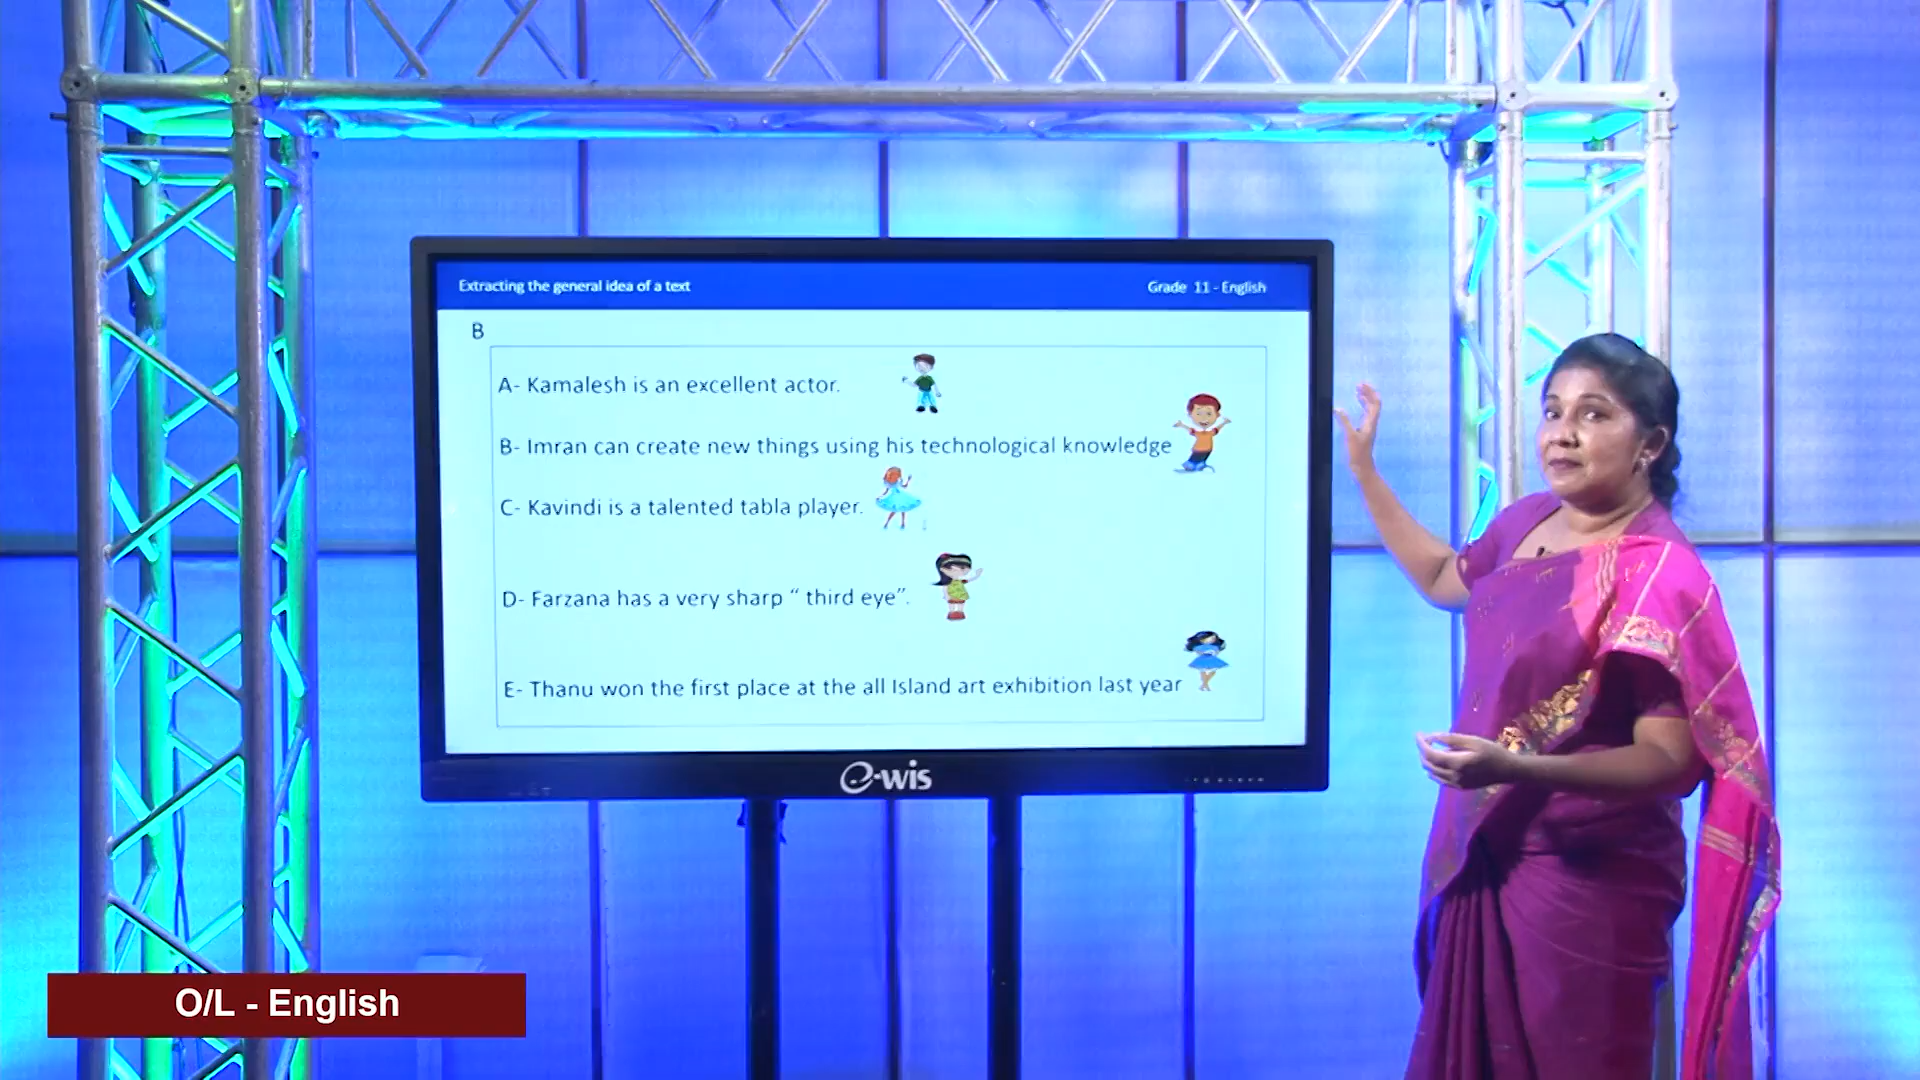 Extracting the general idea of a text
Grade 11 - English
B
A- Kamalesh is an excellent actor.
B- Imran can create new things using his technological knowledge
C- Kavindi is a talented tabla player.
D- Farzana has a very sharp “ third eye”.
E- Thanu won the first place at the all Island art exhibition last year
e-wis
O/L - English